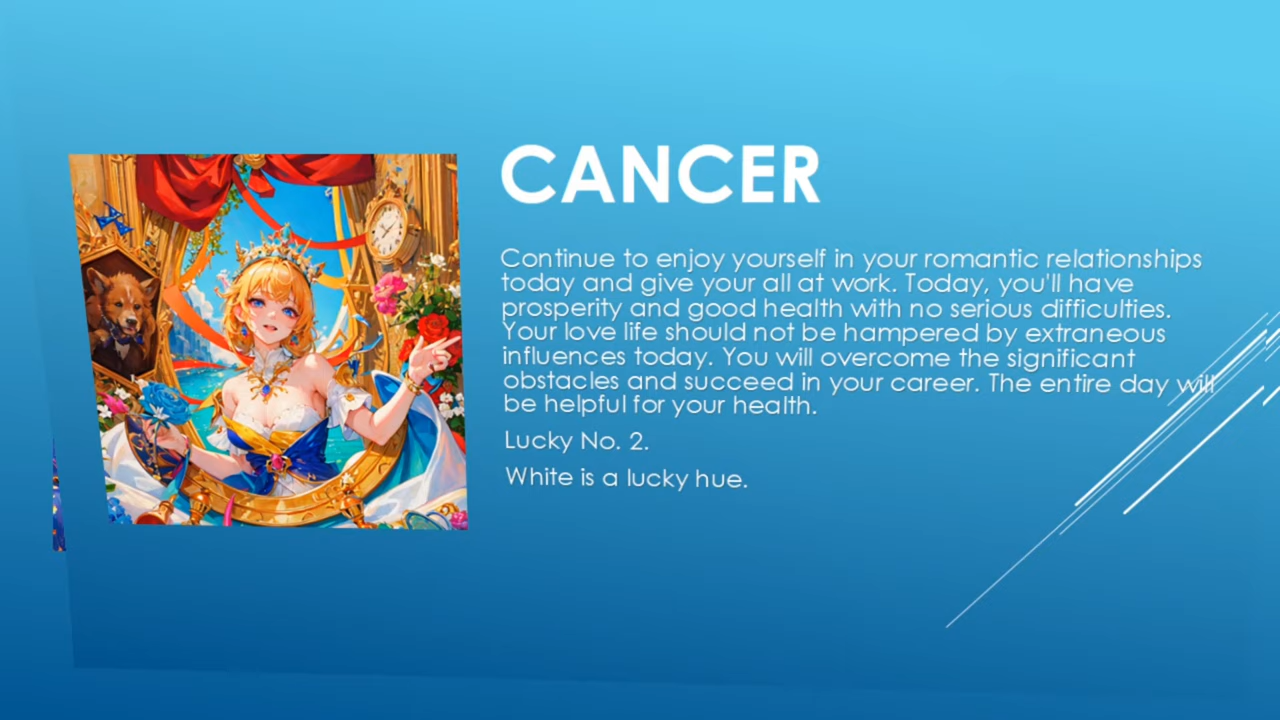 CANCER
Continue to enjoy yourself in your romantic relationships
today and give your all at work. Today, you'll have
prosperity and good health with no serious difficulties.
Your love life should not be hampered by extraneous
influences today. You will overcome the significant
obstacles and succeed in your career. The entire day will
be helpful for your health.
Lucky No. 2.
White is a lucky hue.